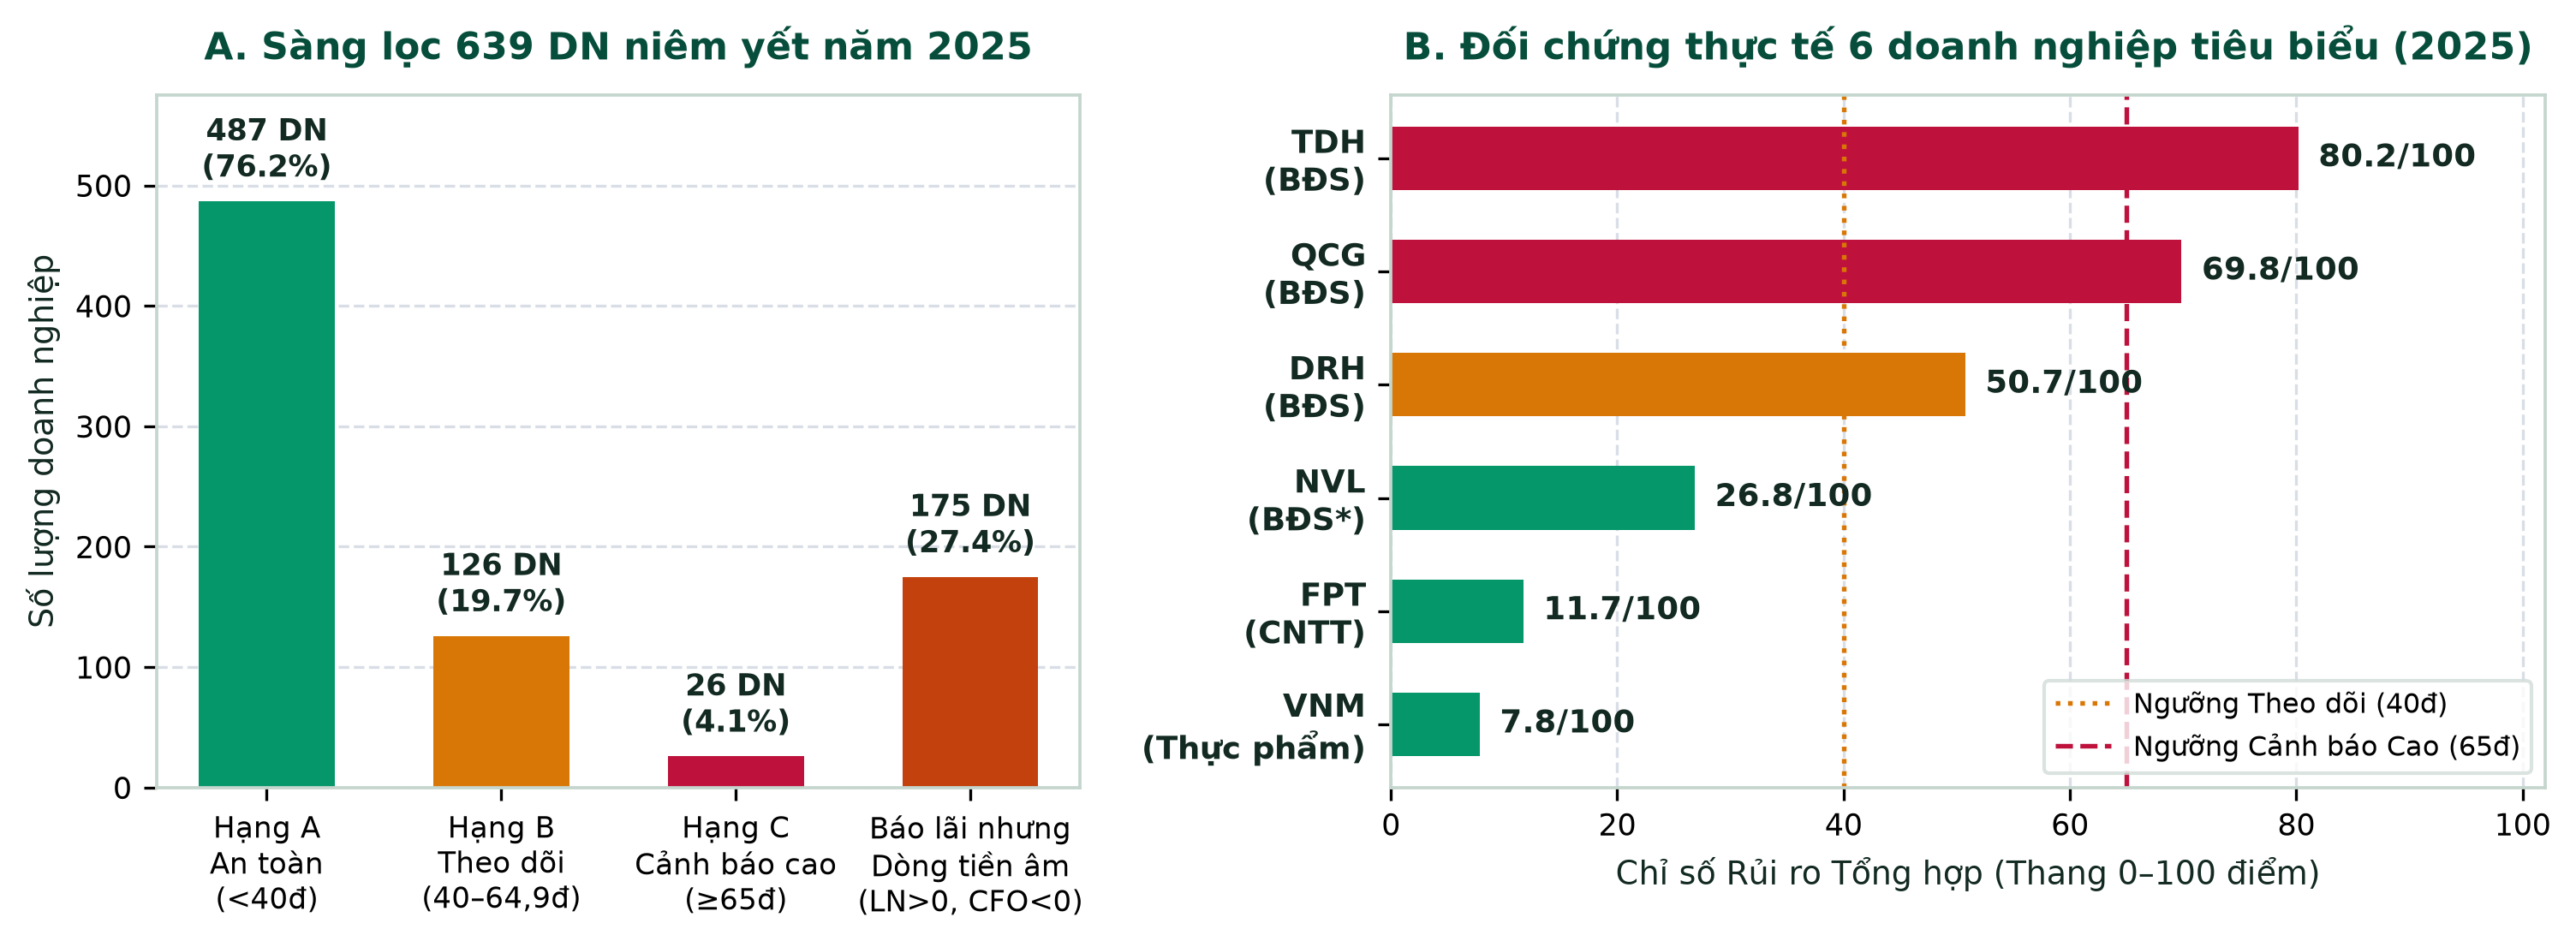 A. Sàng lọc 639 DN niêm yết năm 2025
Số lượng doanh nghiệp
500
400
300
200
100
0
487 DN
(76.2%)
126 DN
(19.7%)
26 DN
(4.1%)
175 DN
(27.4%)
Hạng A
An toàn
(<40đ)
Hạng B
Theo dõi
(40–64,9đ)
Hạng C
Cảnh báo cao
(≥65đ)
Báo lãi nhưng
Dòng tiền âm
(LN>0, CFO<0)
B. Đối chứng thực tế 6 doanh nghiệp tiêu biểu (2025)
TDH
(BĐS)
80.2/100
QCG
(BĐS)
69.8/100
DRH
(BĐS)
50.7/100
NVL
(BĐS*)
26.8/100
FPT
(CNTT)
11.7/100
VNM
(Thực phẩm)
7.8/100
Ngưỡng Theo dõi (40đ)
Ngưỡng Cảnh báo Cao (65đ)
0 20 40 60 80 100
Chỉ số Rủi ro Tổng hợp (Thang 0–100 điểm)